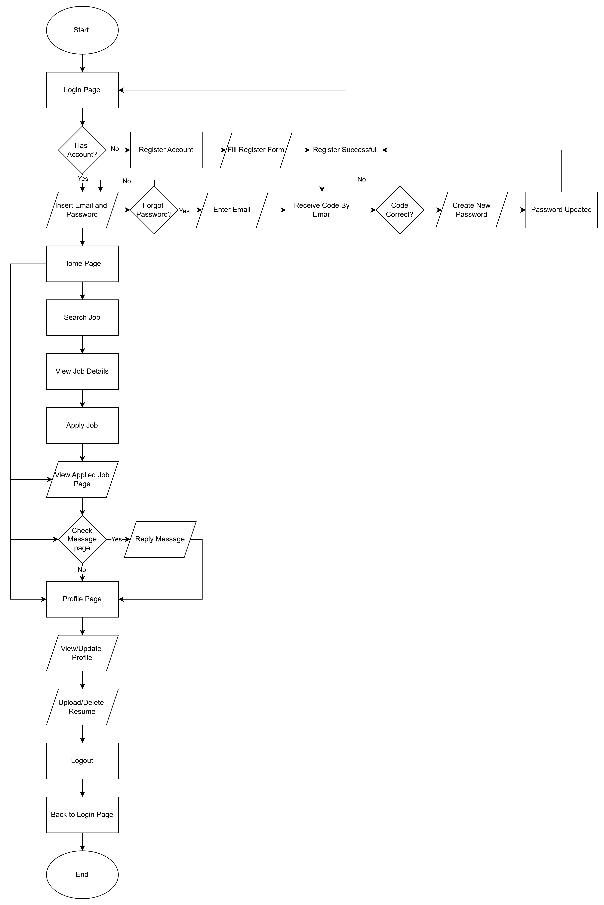 Start
Login Page
Has
Account?
No
Register Account
Fill Register Form
Register Successful
Yes
No
No
Insert Email and
Password
Forgot
Password?
Yes
Enter Email
Receive Code By
Email
Code
Correct?
Create New
Password
Password Updated
Home Page
Search Job
View Job Details
Apply Job
View Applied Job
Page
Check
Message
page
Yes
Reply Message
No
Profile Page
View/Update
Profile
Upload/Delete
Resume
Logout
Back to Login Page
End